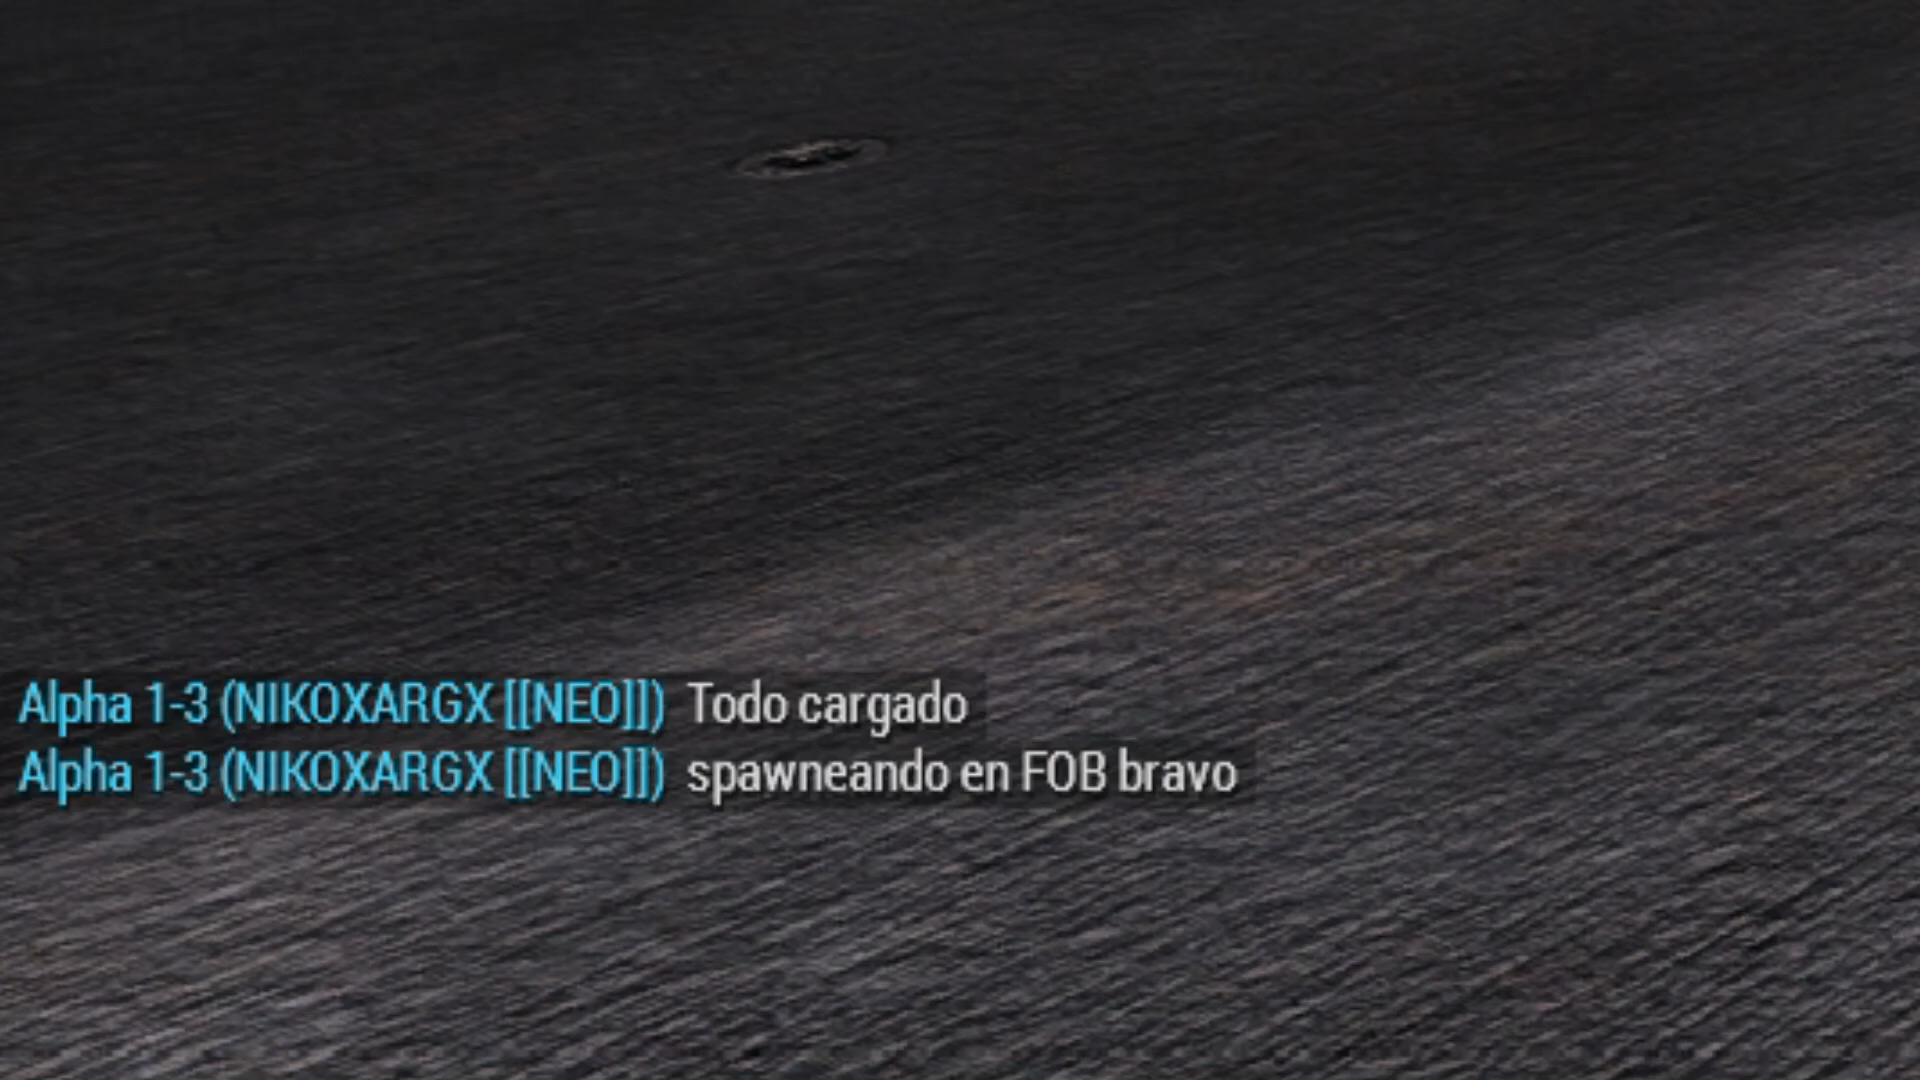 Alpha 1-3 (NIKOXARGX [[NEO]]) Todo cargado
Alpha 1-3 (NIKOXARGX [[NEO]]) spawneando en FOB bravo